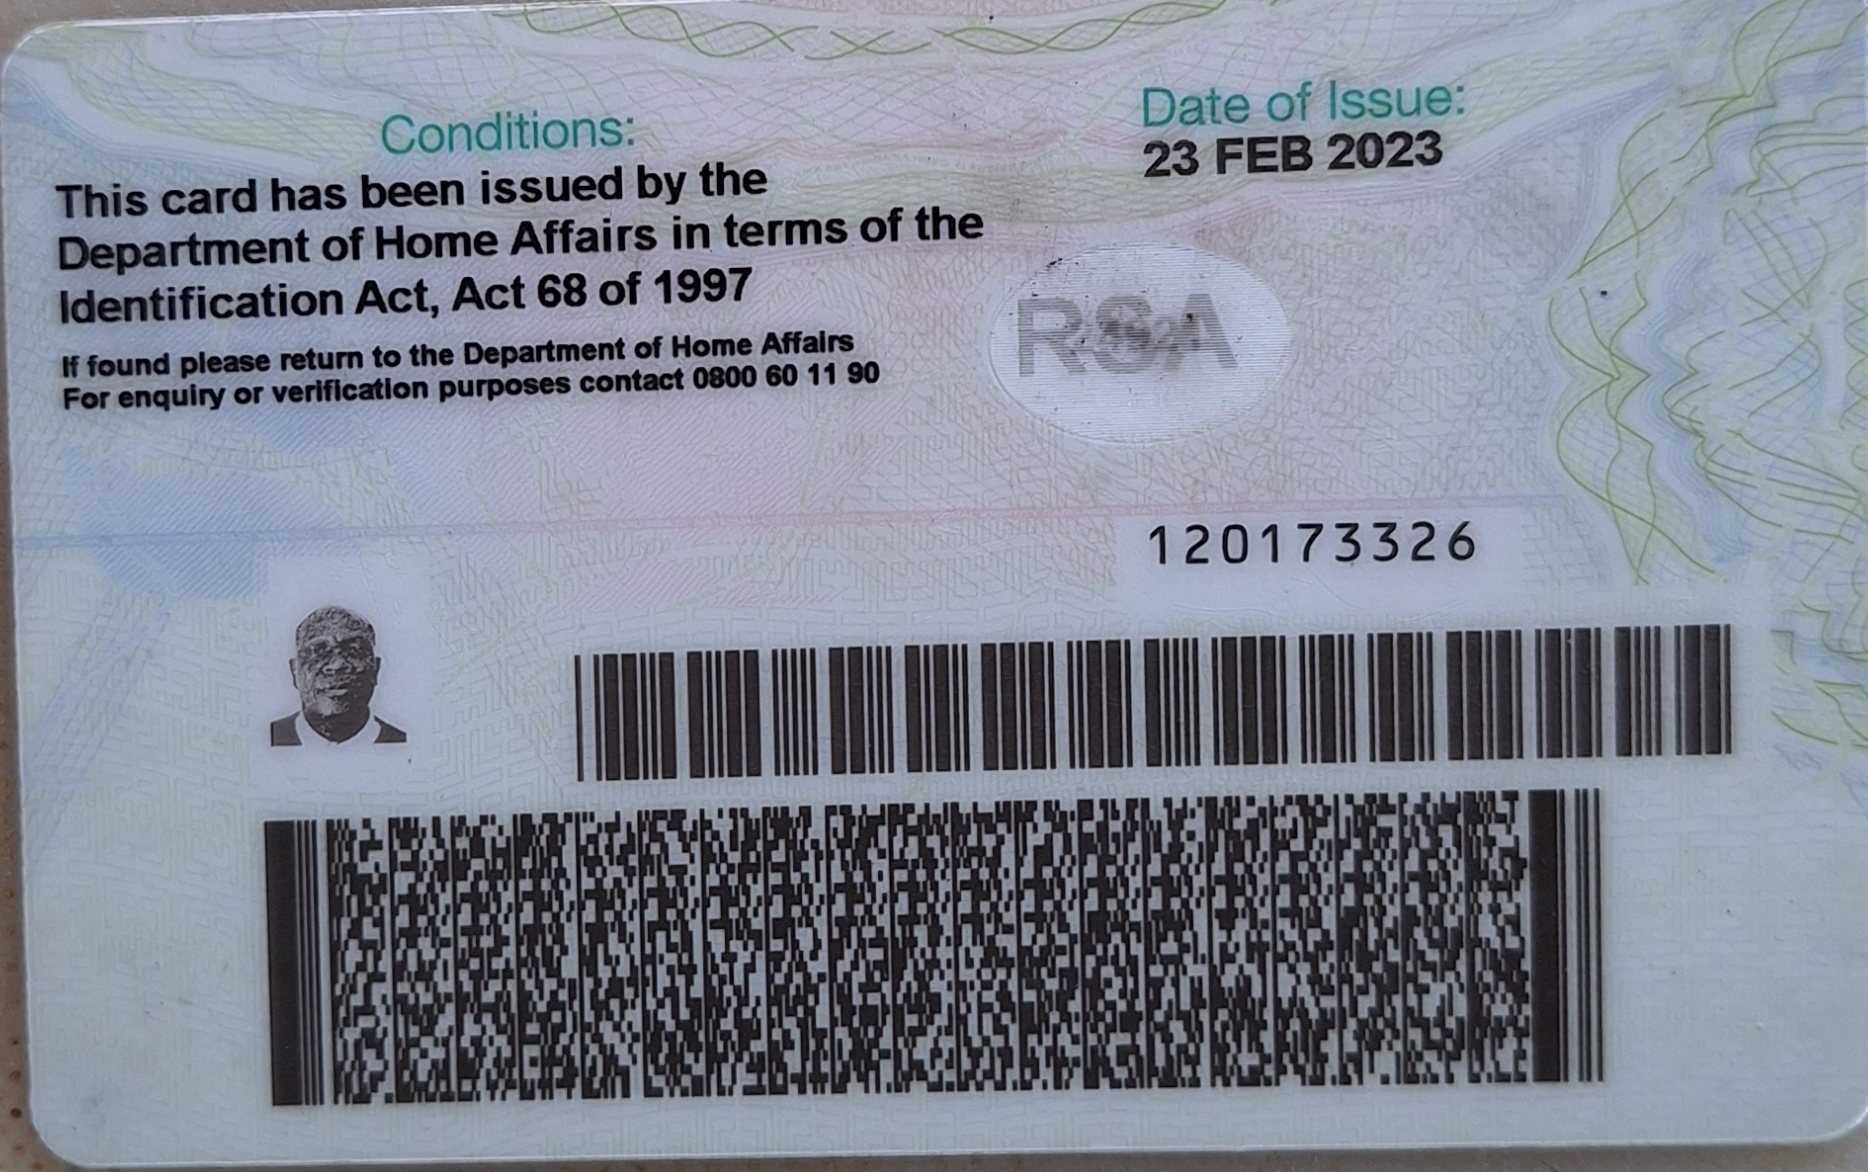 Conditions:
This card has been issued by the
Department of Home Affairs in terms of the
Identification Act, Act 68 of 1997
If found please return to the Department of Home Affairs
For enquiry or verification purposes contact 0800 60 11 90
Date of Issue:
23 FEB 2023
RSA
120173326